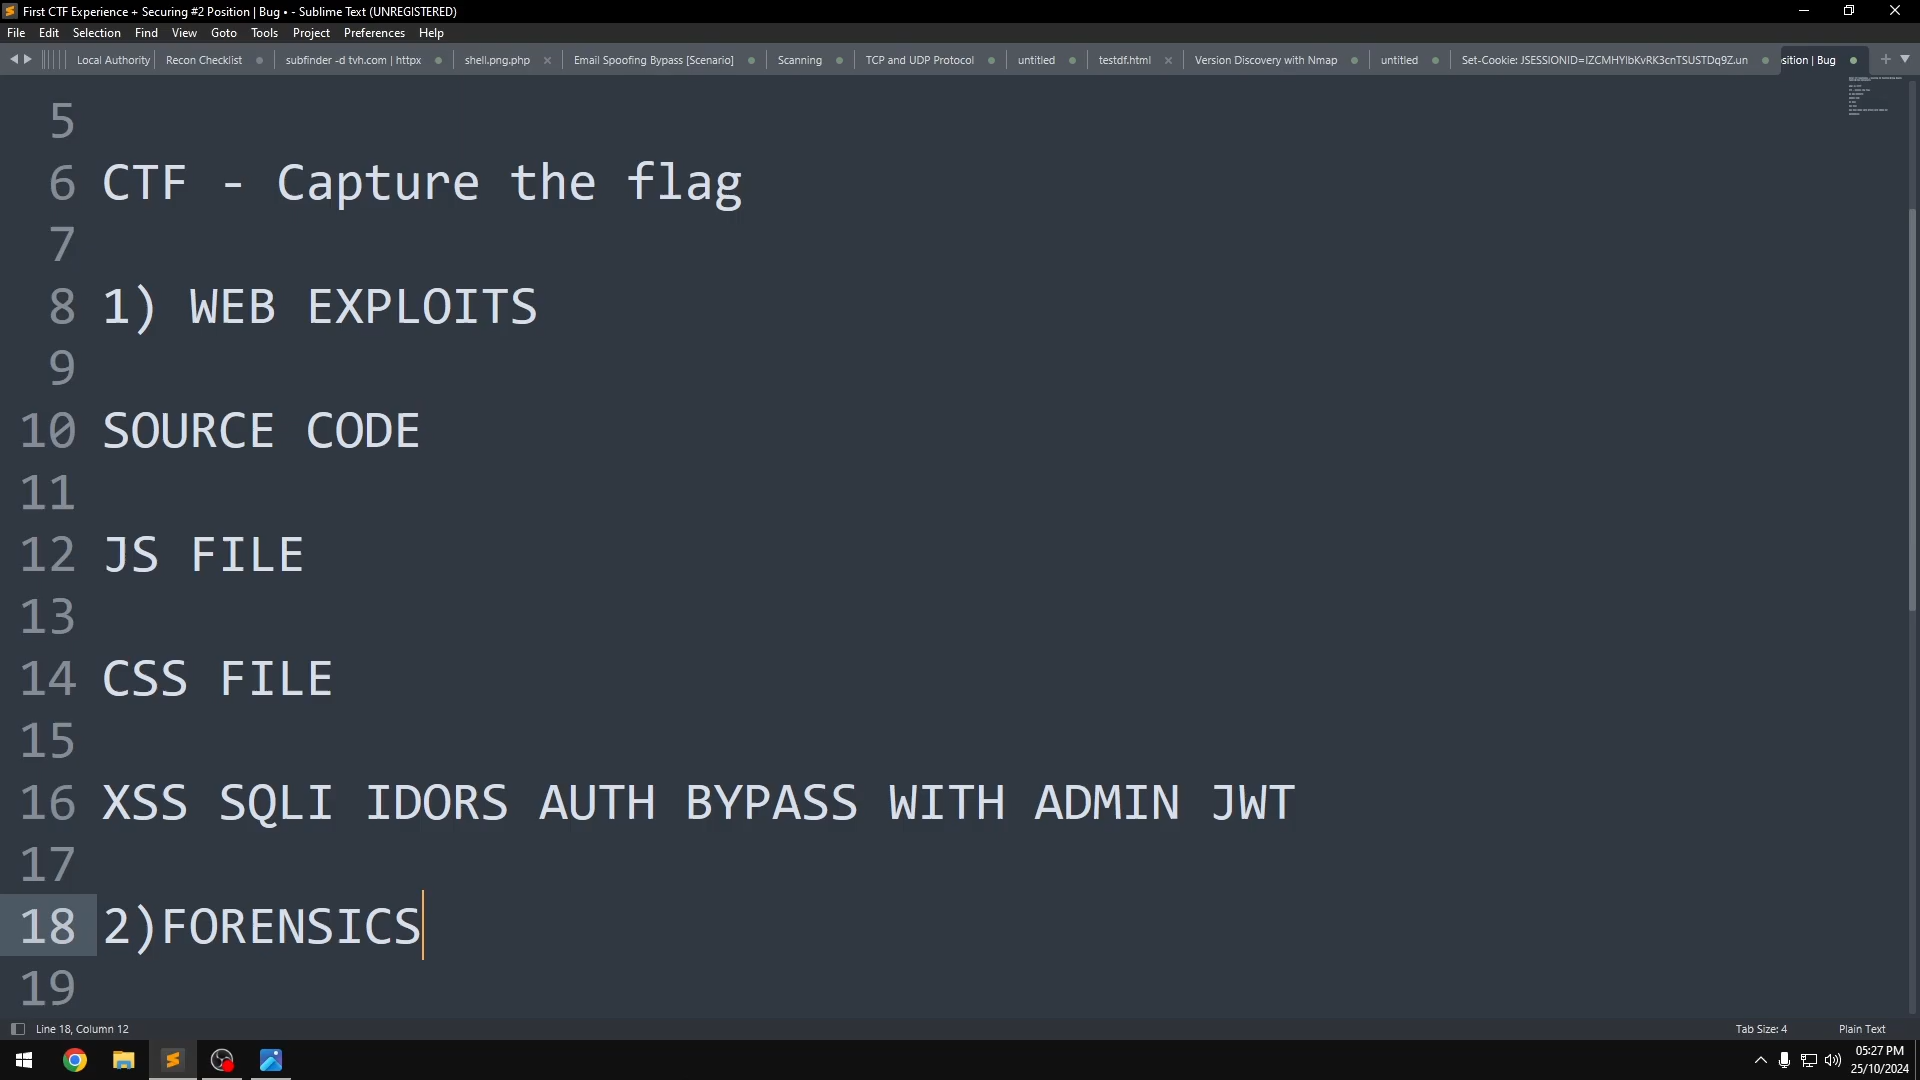 First CTF Experience + Securing #2 Position | Bug • - Sublime Text (UNREGISTERED)
File Edit Selection Find View Goto Tools Project Preferences Help
Local Authority Recon Checklist subfinder -d tvh.com | httpx shell.png.php Email Spoofing Bypass [Scenario] Scanning TCP and UDP Protocol untitled testdf.html Version Discovery with Nmap untitled Set-Cookie: JSESSIONID=IZCMHYlbKvRK3cnTSUSTDq9Z.un sition | Bug
5
6 CTF - Capture the flag
7
8 1) WEB EXPLOITS
9
10 SOURCE CODE
11
12 JS FILE
13
14 CSS FILE
15
16 XSS SQLI IDORS AUTH BYPASS WITH ADMIN JWT
17
18 2)FORENSICS
19
Line 18, Column 12 Tab Size: 4 Plain Text
05:27 PM
25/10/2024